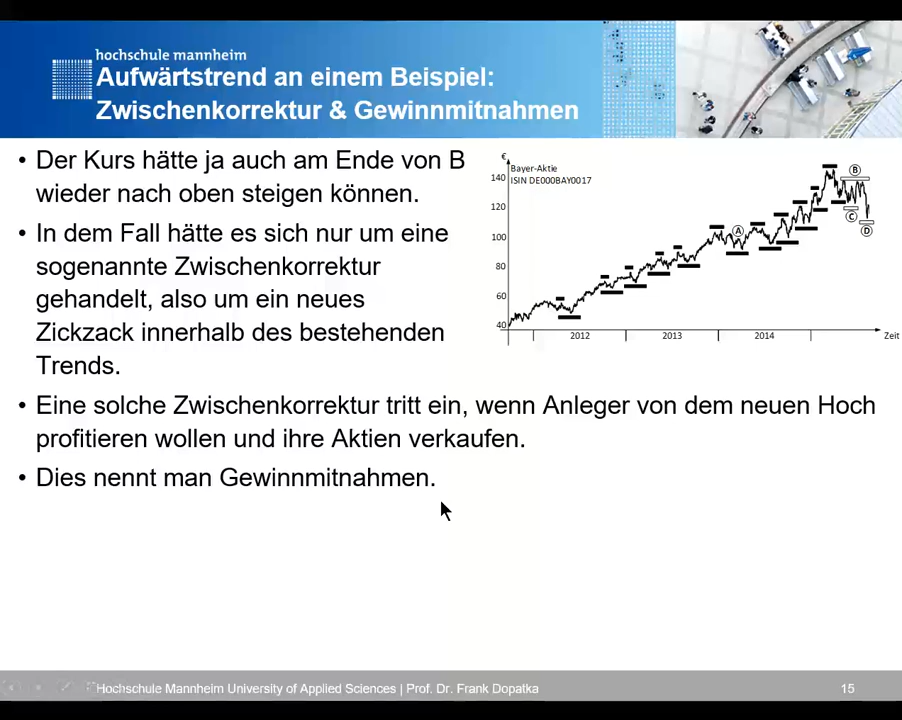 hochschule mannheim
Aufwärtstrend an einem Beispiel:
Zwischenkorrektur & Gewinnmitnahmen
• Der Kurs hätte ja auch am Ende von B
wieder nach oben steigen können.
• In dem Fall hätte es sich nur um eine
sogenannte Zwischenkorrektur
gehandelt, also um ein neues
Zickzack innerhalb des bestehenden
Trends.
• Eine solche Zwischenkorrektur tritt ein, wenn Anleger von dem neuen Hoch
profitieren wollen und ihre Aktien verkaufen.
• Dies nennt man Gewinnmitnahmen.
€
Bayer-Aktie
ISIN DE000BAY0017
140
120
100
80
60
40
A
B
C
D
2012 2013 2014 Zeit
Hochschule Mannheim University of Applied Sciences | Prof. Dr. Frank Dopatka
15